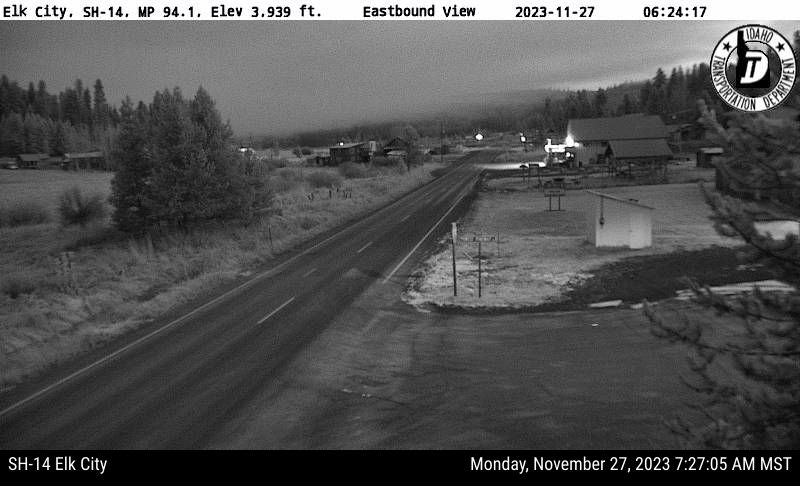 Elk City, SH-14, MP 94.1, Elev 3,939 ft. Eastbound View 2023-11-27 06:24:17
IDAHO
TRANSPORTATION DEPARTMENT
SH-14 Elk City Monday, November 27, 2023 7:27:05 AM MST